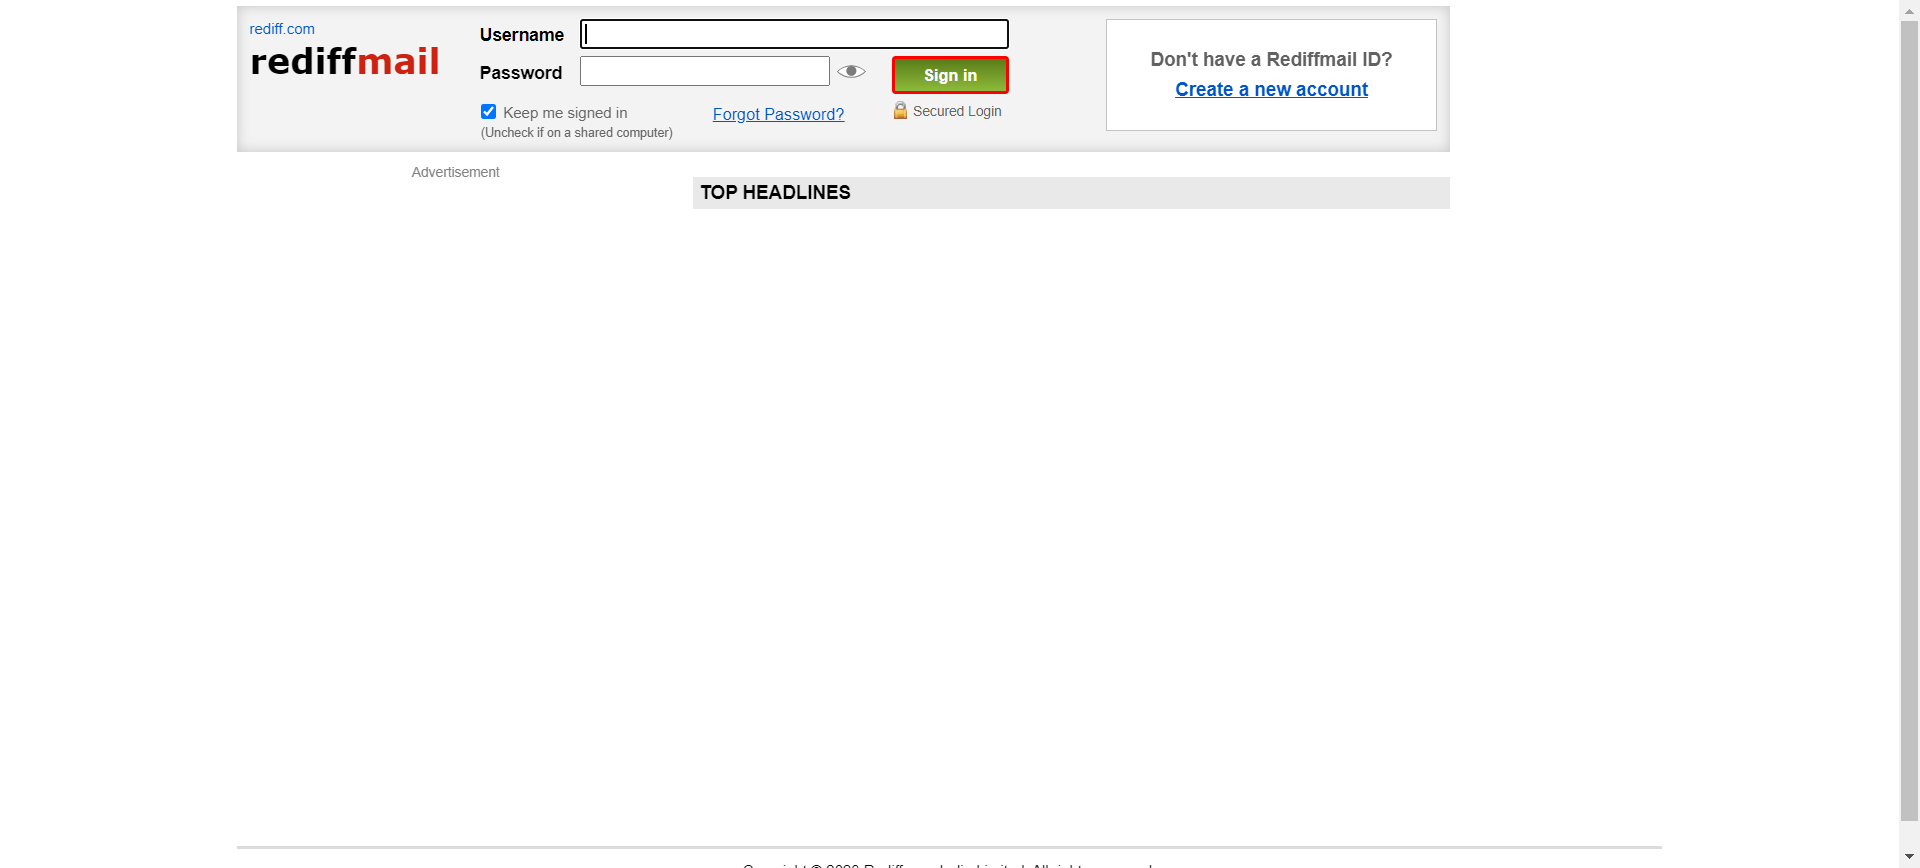 rediff.com
rediffmail
Username
Password
Sign in
Keep me signed in
(Uncheck if on a shared computer)
Forgot Password?
Secured Login
Don't have a Rediffmail ID?
Create a new account
Advertisement
TOP HEADLINES